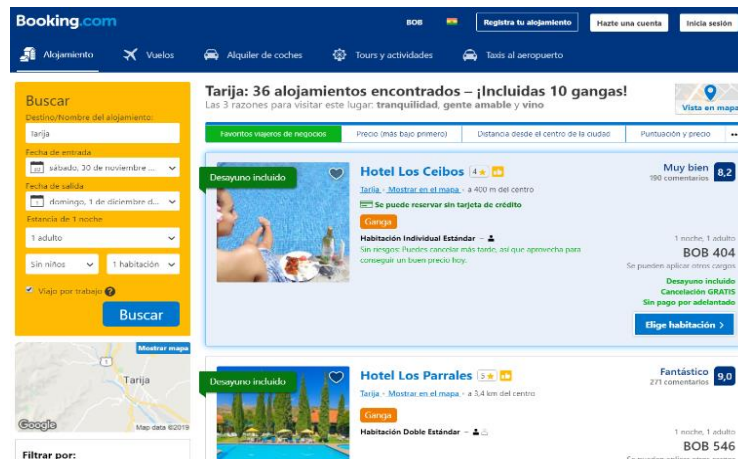 Booking.com
BOB
Registra tu alojamiento
Hazte una cuenta
Inicia sesión
Alojamiento
Vuelos
Alquiler de coches
Tours y actividades
Taxis al aeropuerto
Buscar
Destino/Nombre del alojamiento:
Tarija
Fecha de entrada
sábado, 30 de noviembre ...
Fecha de salida
domingo, 1 de diciembre d...
Estancia de 1 noche
1 adulto
Sin niños
1 habitación
Viajo por trabajo
Buscar
Mostrar mapa
Tarija
Google
Map data ©2019
Filtrar por:
Tarija: 36 alojamientos encontrados – ¡Incluidas 10 gangas!
Las 3 razones para visitar este lugar: tranquilidad, gente amable y vino
Vista en mapa
Favoritos viajeros de negocios
Precio (más bajo primero)
Distancia desde el centro de la ciudad
Puntuación y precio
Desayuno incluido
Hotel Los Ceibos 4
Tarija - Mostrar en el mapa - a 400 m del centro
Se puede reservar sin tarjeta de crédito
Ganga
Habitación Individual Estándar –
Sin riesgos: Puedes cancelar más tarde, así que aprovecha para
conseguir un buen precio hoy.
Muy bien 8,2
190 comentarios
1 noche, 1 adulto
BOB 404
Se pueden aplicar otros cargos
Desayuno incluido
Cancelación GRATIS
Sin pago por adelantado
Elige habitación
Desayuno incluido
Hotel Los Parrales 5
Tarija - Mostrar en el mapa - a 3,4 km del centro
Ganga
Habitación Doble Estándar –
Fantástico 9,0
271 comentarios
1 noche, 1 adulto
BOB 546
Se pueden aplicar otros cargos